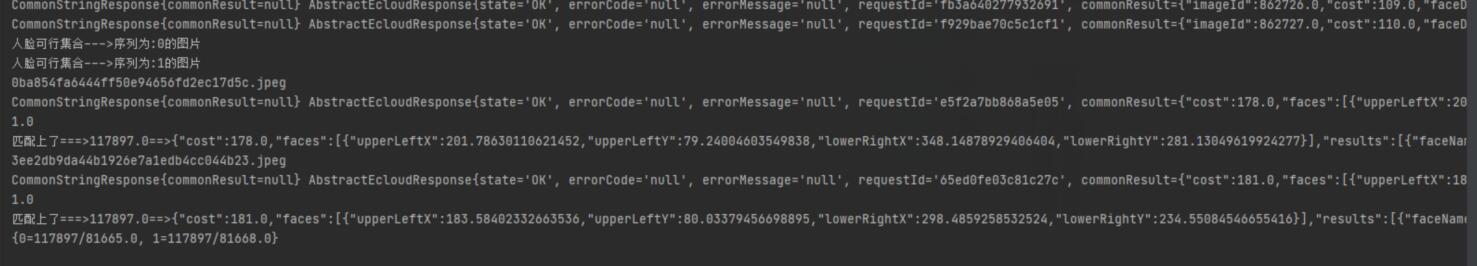 CommonStringResponse{commonResult=null} AbstractEcloudResponse{state='OK', errorCode='null', errorMessage='null', requestId='fb3a640277932691', commonResult={"imageId":862726.0,"cost":109.0,"faceD
CommonStringResponse{commonResult=null} AbstractEcloudResponse{state='OK', errorCode='null', errorMessage='null', requestId='f929bae70c5c1cf1', commonResult={"imageId":862727.0,"cost":110.0,"faceD
人脸可行集合--->序列为:0的图片
人脸可行集合--->序列为:1的图片
0ba854fa6444ff50e94656fd2ec17d5c.jpeg
CommonStringResponse{commonResult=null} AbstractEcloudResponse{state='OK', errorCode='null', errorMessage='null', requestId='e5f2a7bb868a5e05', commonResult={"cost":178.0,"faces":[{"upperLeftX":20
1.0
匹配上了===>117897.0==>{"cost":178.0,"faces":[{"upperLeftX":201.78630110621452,"upperLeftY":79.24004603549838,"lowerRightX":348.14878929406404,"lowerRightY":281.13049619924277}],"results":[{"faceNam
3ee2db9da44b1926e7a1edb4cc044b23.jpeg
CommonStringResponse{commonResult=null} AbstractEcloudResponse{state='OK', errorCode='null', errorMessage='null', requestId='65ed0fe03c81c27c', commonResult={"cost":181.0,"faces":[{"upperLeftX":18
1.0
匹配上了===>117897.0==>{"cost":181.0,"faces":[{"upperLeftX":183.58402332663536,"upperLeftY":80.03379456698895,"lowerRightX":298.4859258532524,"lowerRightY":234.55084546655416}],"results":[{"faceName
{0=117897/81665.0, 1=117897/81668.0}